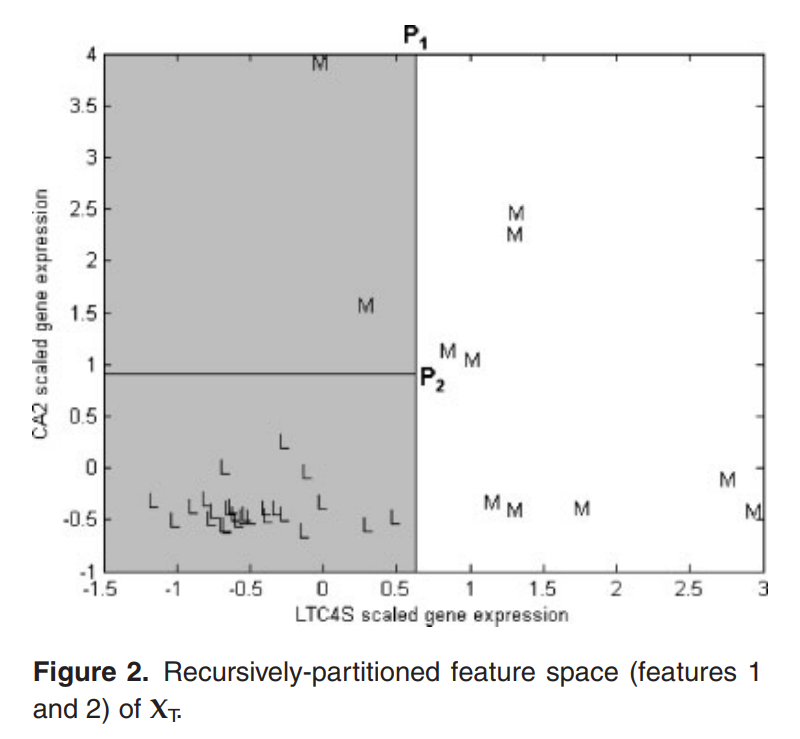 P₁
4
M
3.5
3
2.5
M
M
2
M
1.5
M
M
1
P₂
0.5
L
0
L
L
M
L
L
L
L
M
M
M
M
-0.5
L
L
L
L
-1
-1.5 -1 -0.5 0 0.5 1 1.5 2 2.5 3
CA2 scaled gene expression
LTC4S scaled gene expression
Figure 2. Recursively-partitioned feature space (features 1
and 2) of X_T.